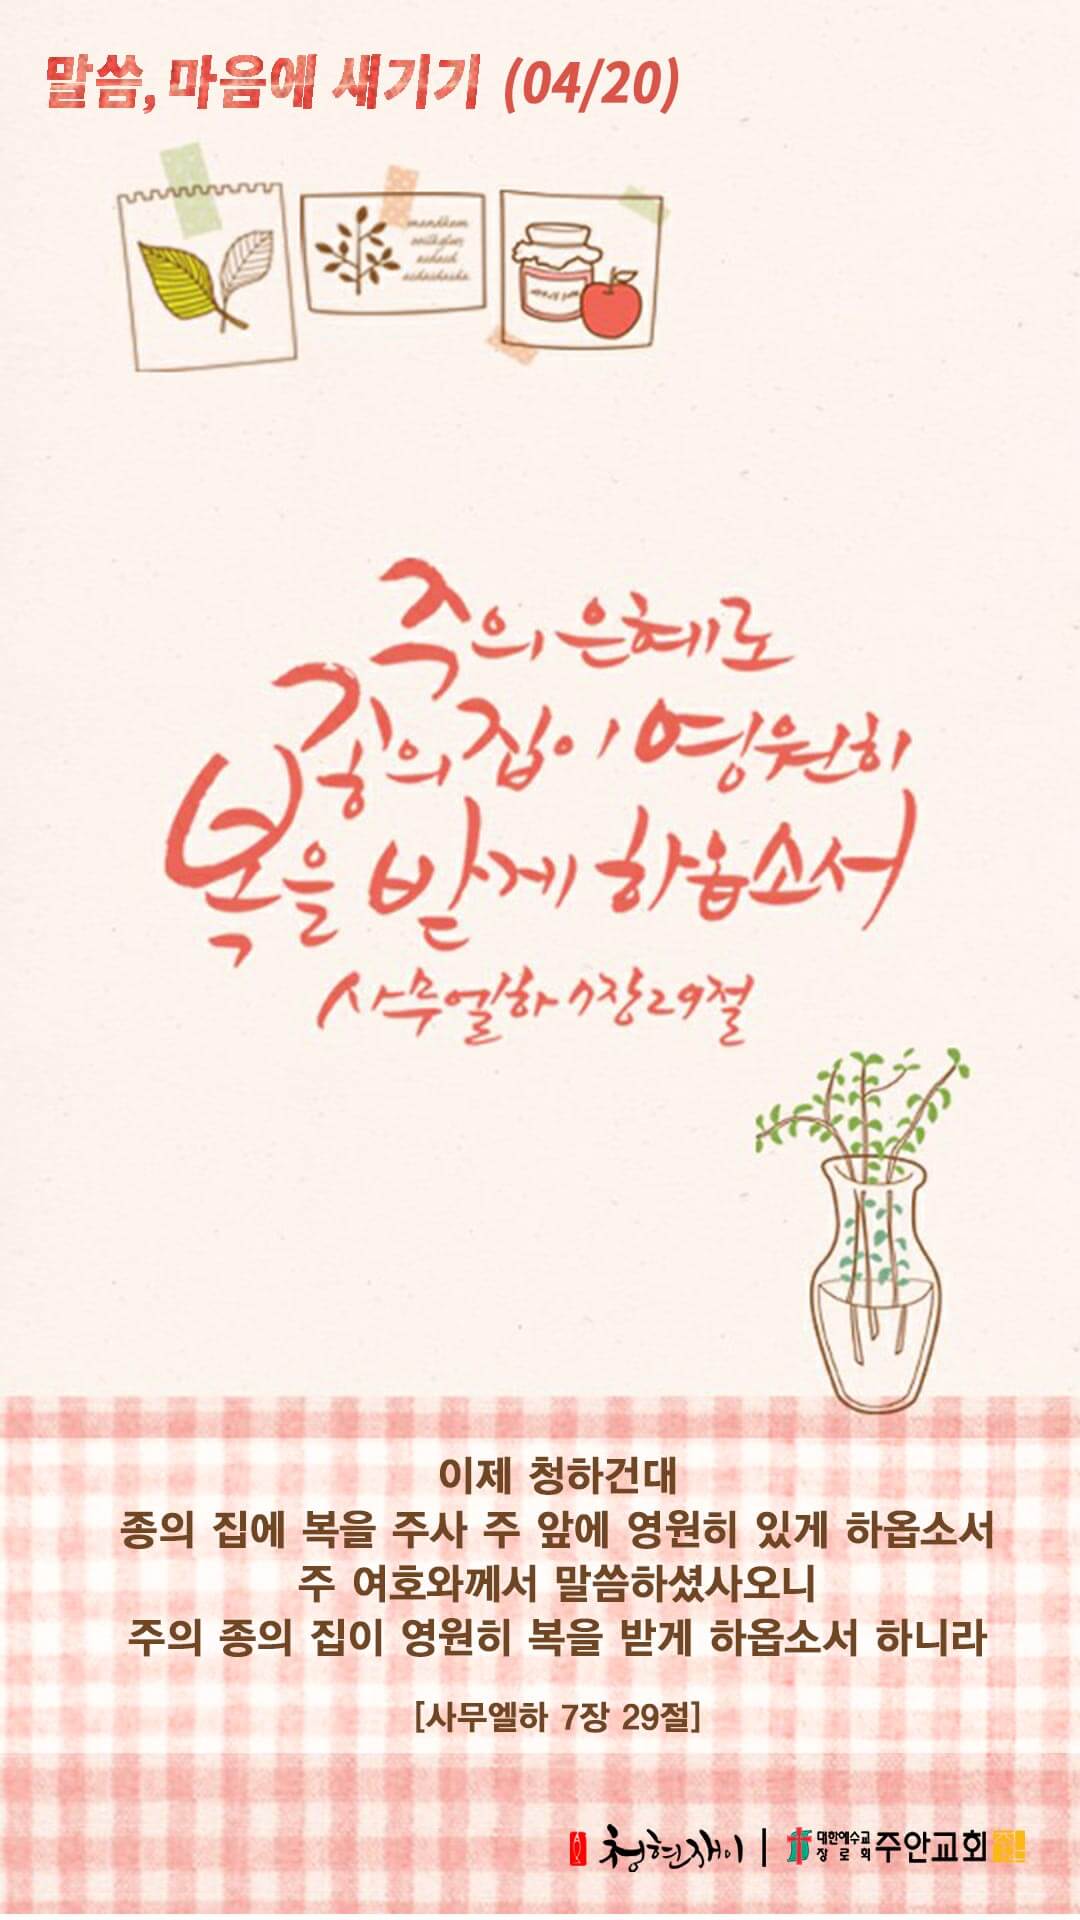 말씀, 마음에 새기기 (04/20)
주의 은혜로
종의 집이 영원히
복을 받게 하옵소서
사무엘하 7장 29절
이제 청하건대
종의 집에 복을 주사 주 앞에 영원히 있게 하옵소서
주 여호와께서 말씀하셨사오니
주의 종의 집이 영원히 복을 받게 하옵소서 하니라
[사무엘하 7장 29절]
청현재이 | 대한예수교
장로회 주안교회